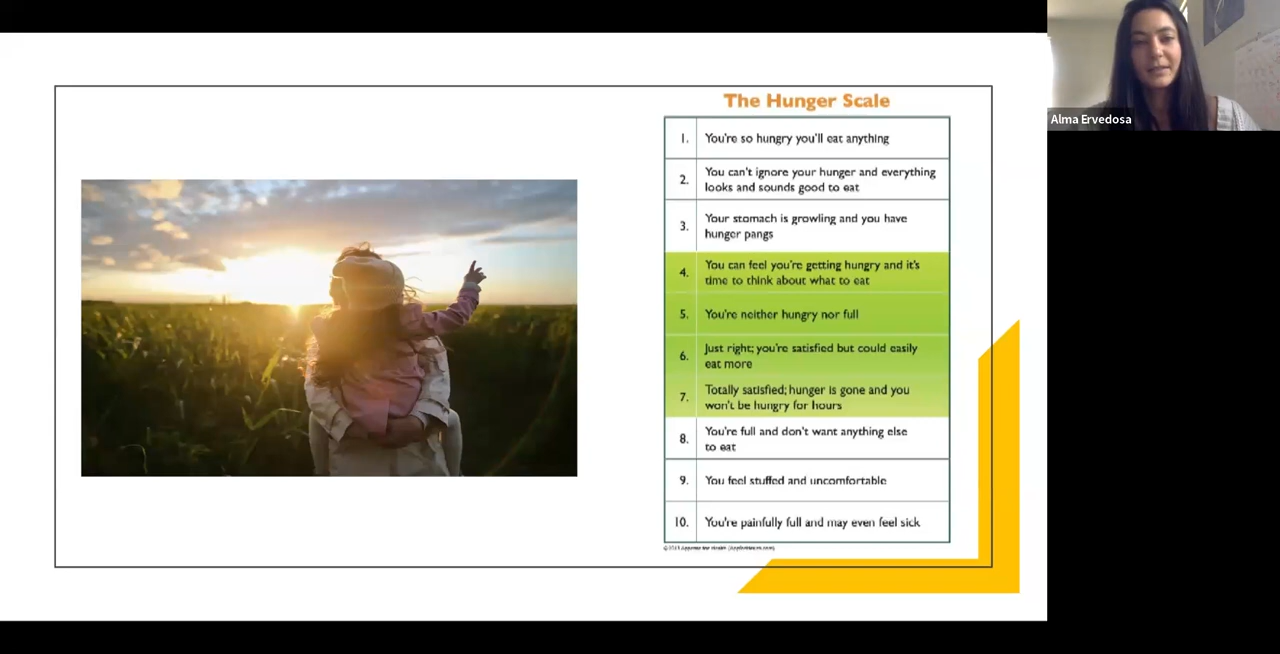 The Hunger Scale
1. You're so hungry you'll eat anything
2. You can't ignore your hunger and everything
looks and sounds good to eat
3. Your stomach is growling and you have
hunger pangs
4. You can feel you're getting hungry and it's
time to think about what to eat
5. You're neither hungry nor full
6. Just right; you're satisfied but could easily
eat more
7. Totally satisfied; hunger is gone and you
won't be hungry for hours
8. You're full and don't want anything else
to eat
9. You feel stuffed and uncomfortable
10. You're painfully full and may even feel sick
Alma Ervedosa